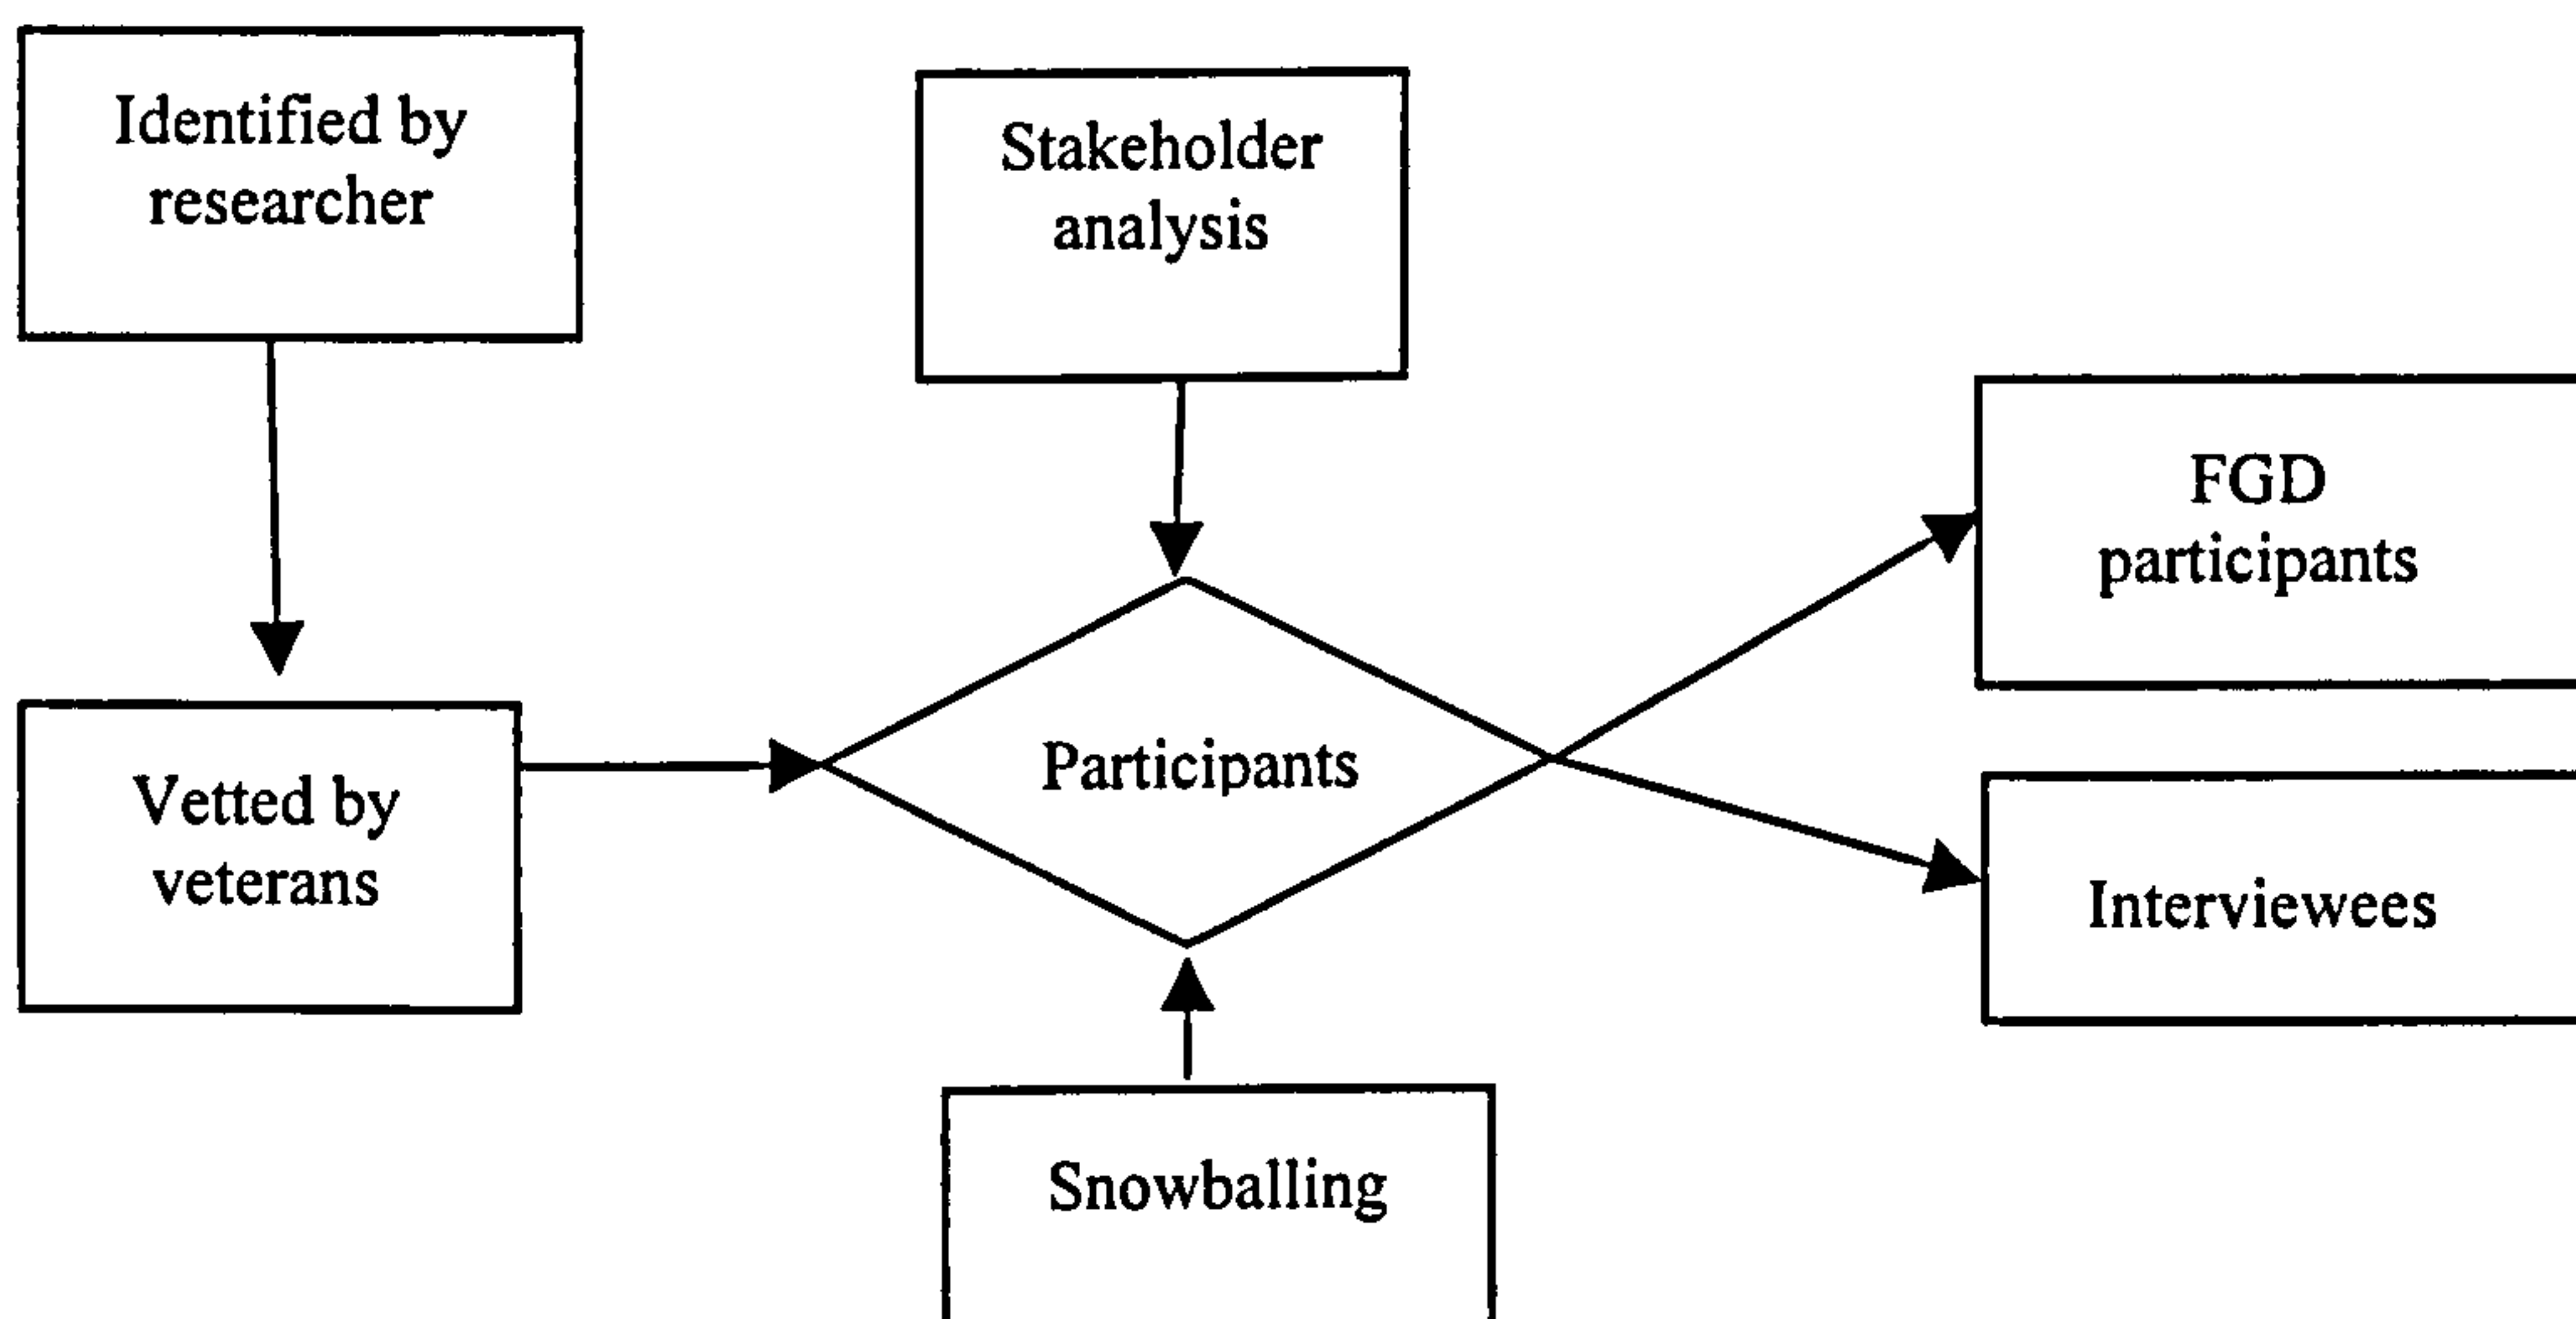 Identified by
researcher
Stakeholder
analysis
FGD
participants
Vetted by
veterans
Participants
Interviewees
Snowballing